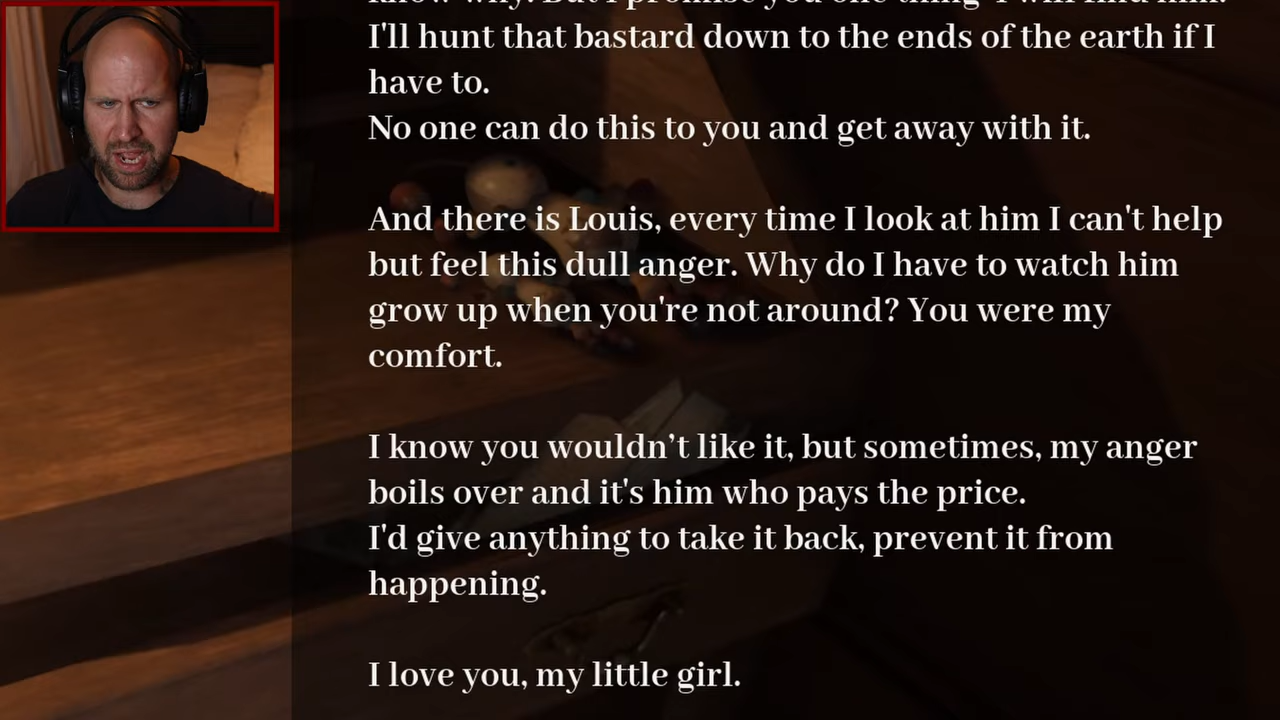 I'll hunt that bastard down to the ends of the earth if I
have to.
No one can do this to you and get away with it.
And there is Louis, every time I look at him I can't help
but feel this dull anger. Why do I have to watch him
grow up when you're not around? You were my
comfort.
I know you wouldn’t like it, but sometimes, my anger
boils over and it's him who pays the price.
I'd give anything to take it back, prevent it from
happening.
I love you, my little girl.